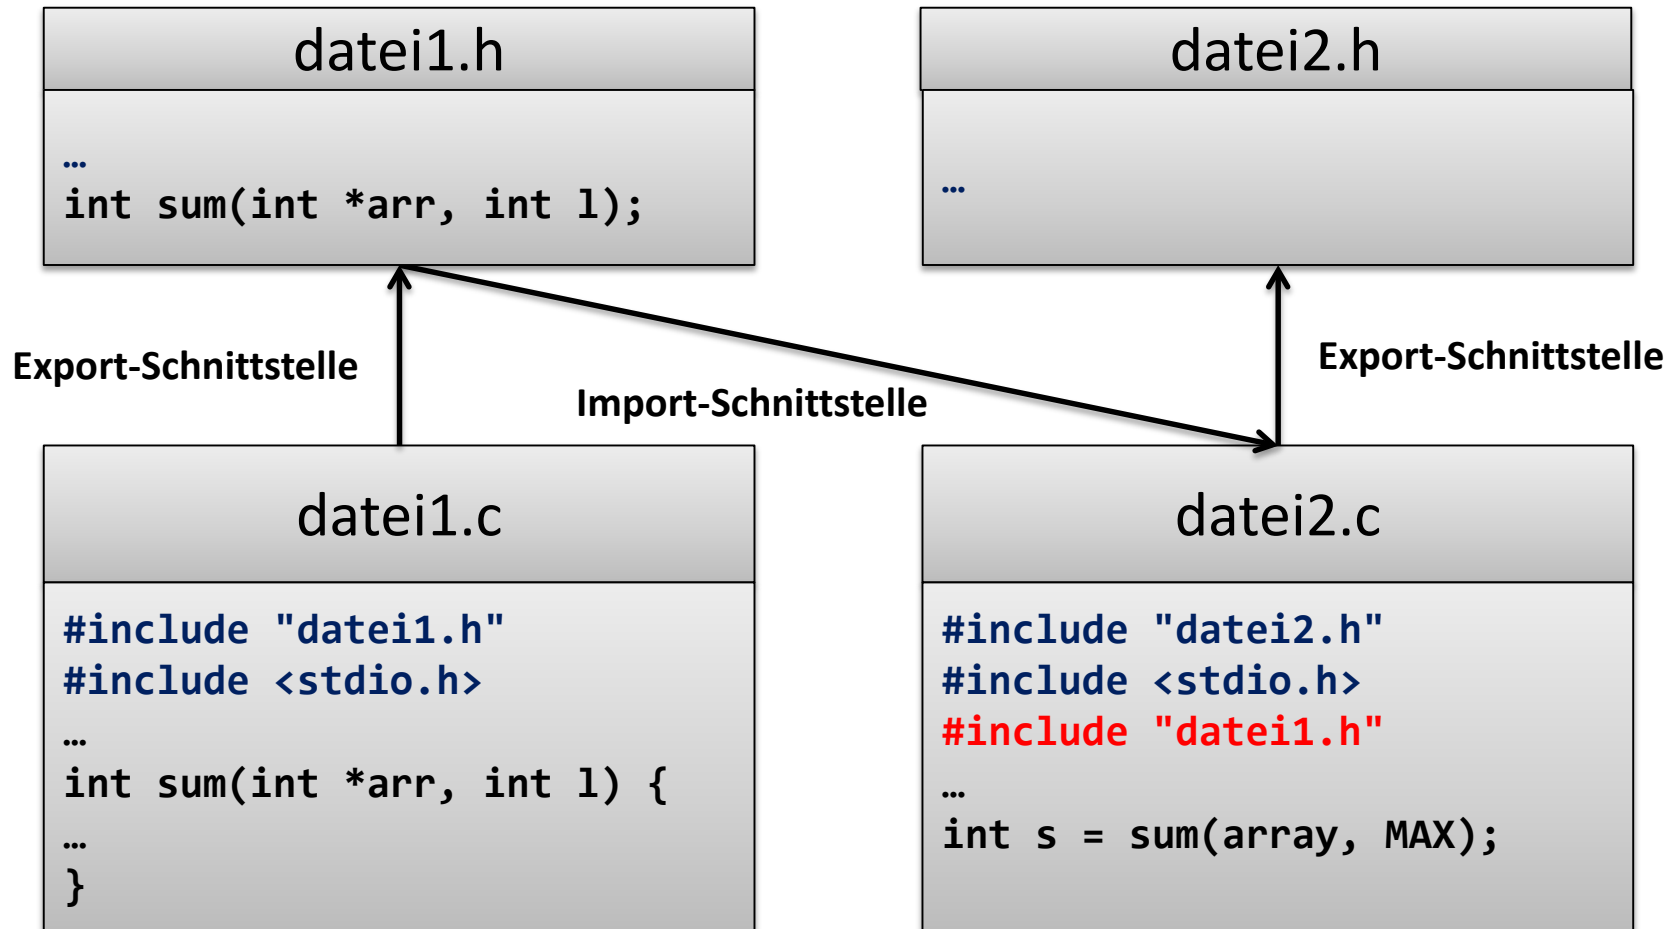 datei1.h
…
int sum(int *arr, int l);
datei2.h
…
Export-Schnittstelle
Import-Schnittstelle
Export-Schnittstelle
datei1.c
#include "datei1.h"
#include <stdio.h>
…
int sum(int *arr, int l) {
…
}
datei2.c
#include "datei2.h"
#include <stdio.h>
#include "datei1.h"
…
int s = sum(array, MAX);